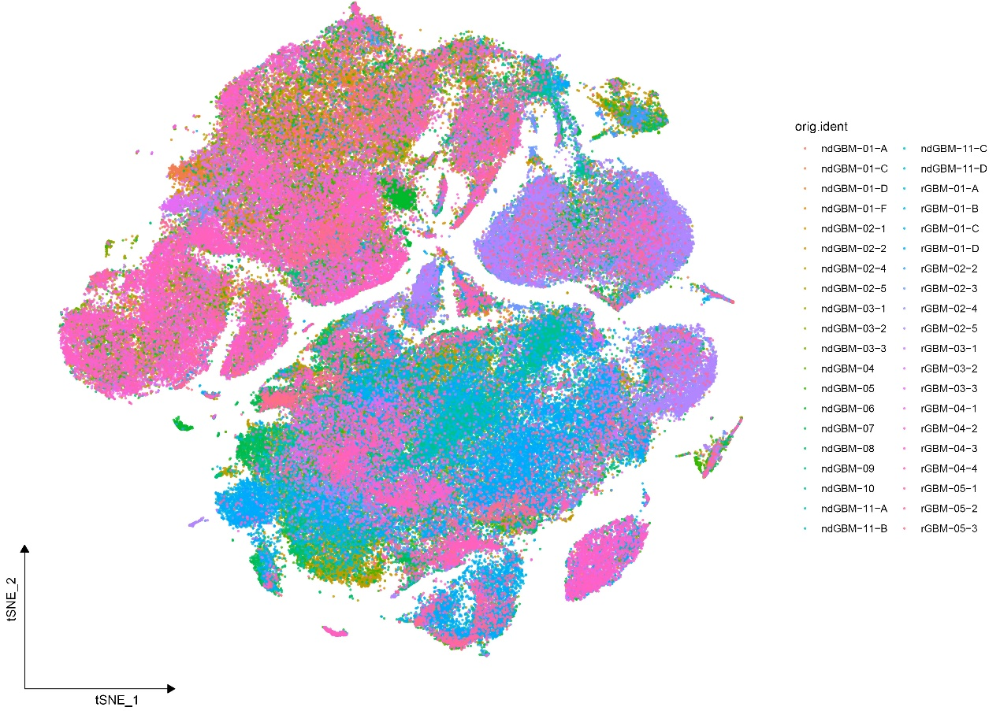 orig.ident
ndGBM-01-A
ndGBM-01-C
ndGBM-01-D
ndGBM-01-F
ndGBM-02-1
ndGBM-02-2
ndGBM-02-4
ndGBM-02-5
ndGBM-03-1
ndGBM-03-2
ndGBM-03-3
ndGBM-04
ndGBM-05
ndGBM-06
ndGBM-07
ndGBM-08
ndGBM-09
ndGBM-10
ndGBM-11-A
ndGBM-11-B
ndGBM-11-C
ndGBM-11-D
rGBM-01-A
rGBM-01-B
rGBM-01-C
rGBM-01-D
rGBM-02-2
rGBM-02-3
rGBM-02-4
rGBM-02-5
rGBM-03-1
rGBM-03-2
rGBM-03-3
rGBM-04-1
rGBM-04-2
rGBM-04-3
rGBM-04-4
rGBM-05-1
rGBM-05-2
rGBM-05-3
tSNE_2
tSNE_1